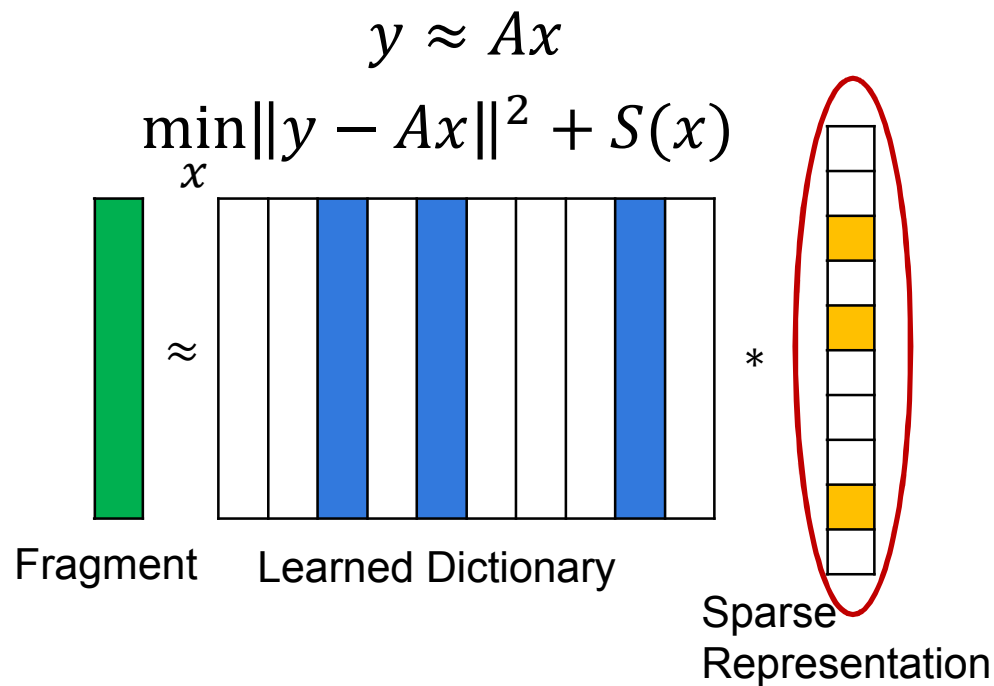 y ≈ Ax
min‖y − Ax‖² + S(x)
x
≈
*
Fragment
Learned Dictionary
Sparse
Representation